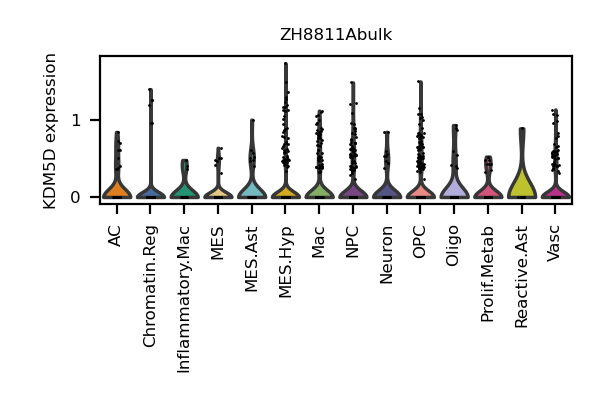 ZH8811Abulk
KDM5D expression
1
0
AC
Chromatin.Reg
Inflammatory.Mac
MES
MES.Ast
MES.Hyp
Mac
NPC
Neuron
OPC
Oligo
Prolif.Metab
Reactive.Ast
Vasc